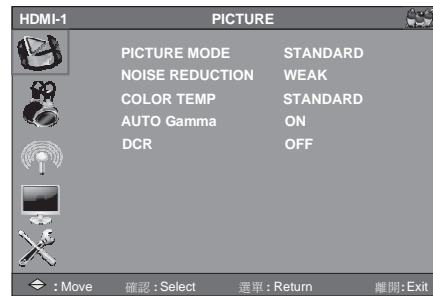 HDMI-1 PICTURE
PICTURE MODE STANDARD
NOISE REDUCTION WEAK
COLOR TEMP STANDARD
AUTO Gamma ON
DCR OFF
: Move 確認 : Select 選單 : Return 離開: Exit